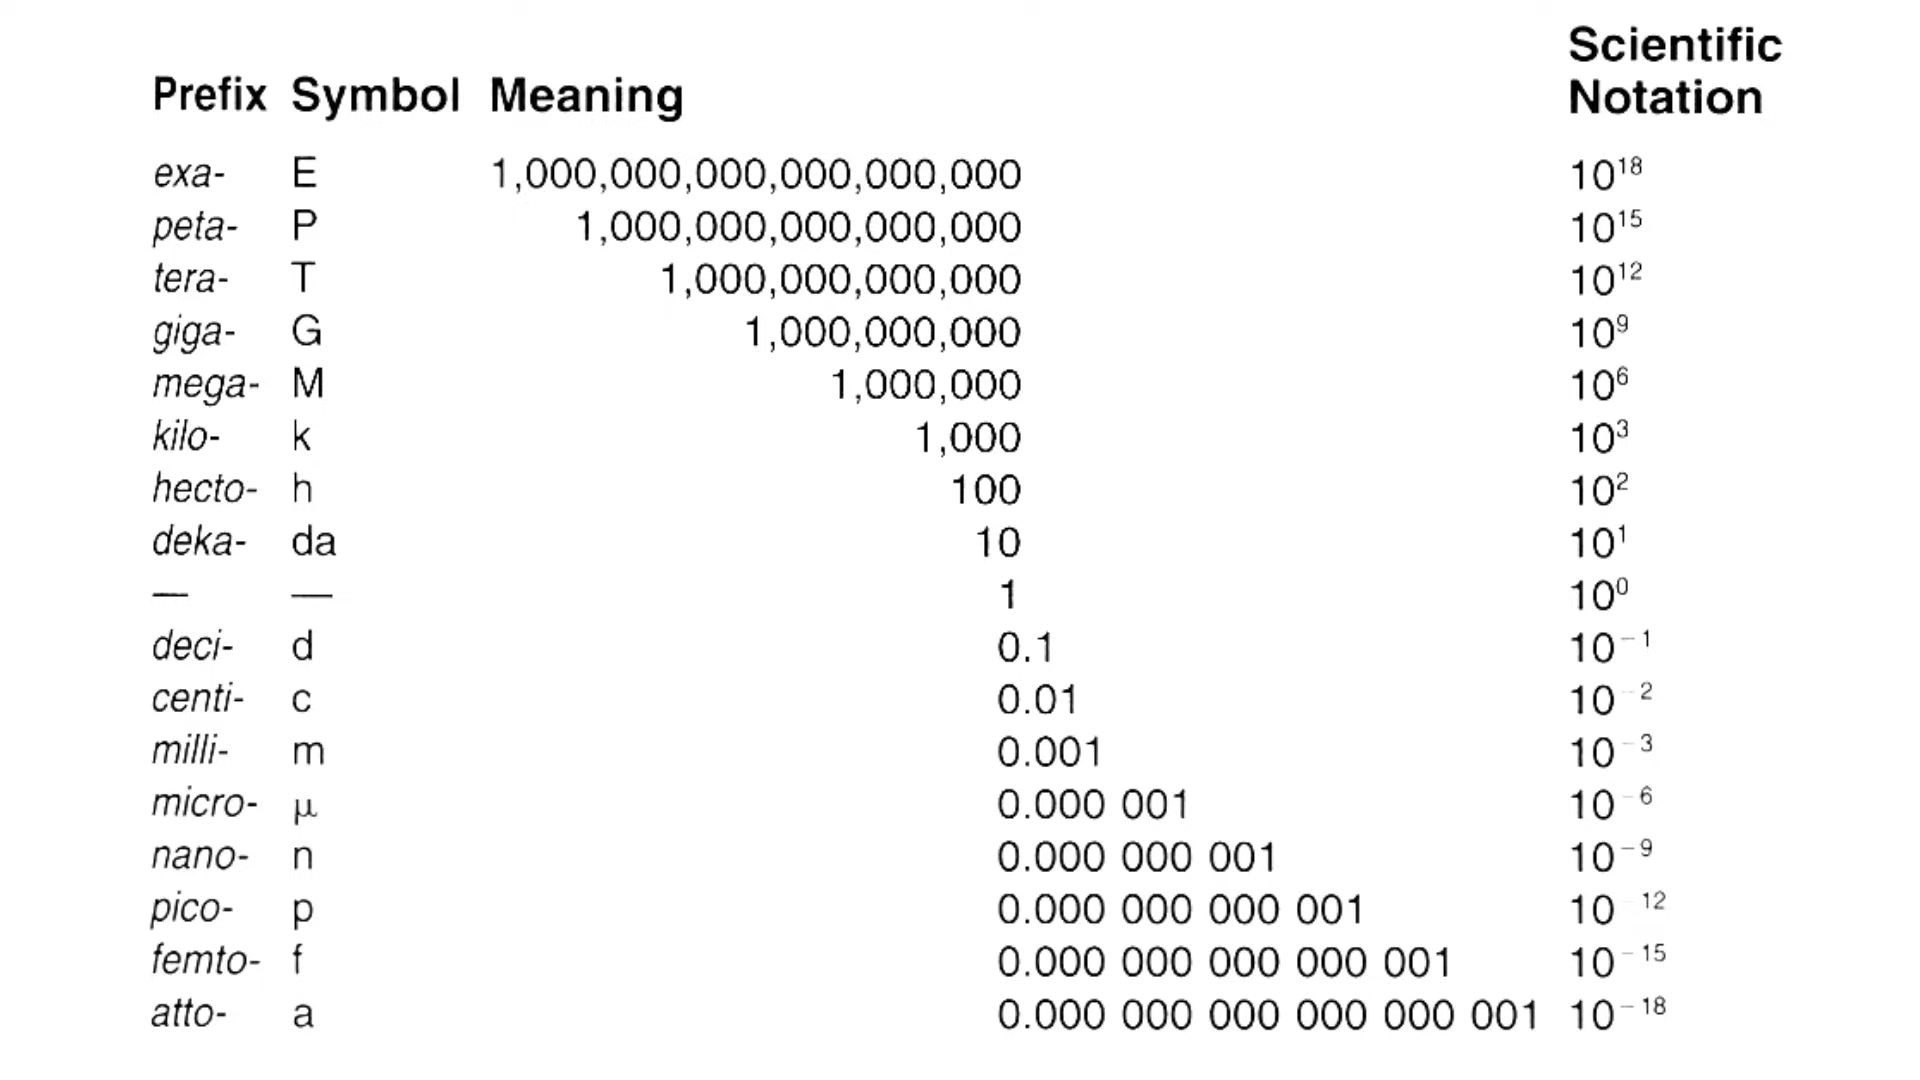 Scientific
Prefix Symbol Meaning Notation
exa- E 1,000,000,000,000,000,000 10¹⁸
peta- P 1,000,000,000,000,000 10¹⁵
tera- T 1,000,000,000,000 10¹²
giga- G 1,000,000,000 10⁹
mega- M 1,000,000 10⁶
kilo- k 1,000 10³
hecto- h 100 10²
deka- da 10 10¹
— — 1 10⁰
deci- d 0.1 10⁻¹
centi- c 0.01 10⁻²
milli- m 0.001 10⁻³
micro- μ 0.000 001 10⁻⁶
nano- n 0.000 000 001 10⁻⁹
pico- p 0.000 000 000 001 10⁻¹²
femto- f 0.000 000 000 000 001 10⁻¹⁵
atto- a 0.000 000 000 000 000 001 10⁻¹⁸